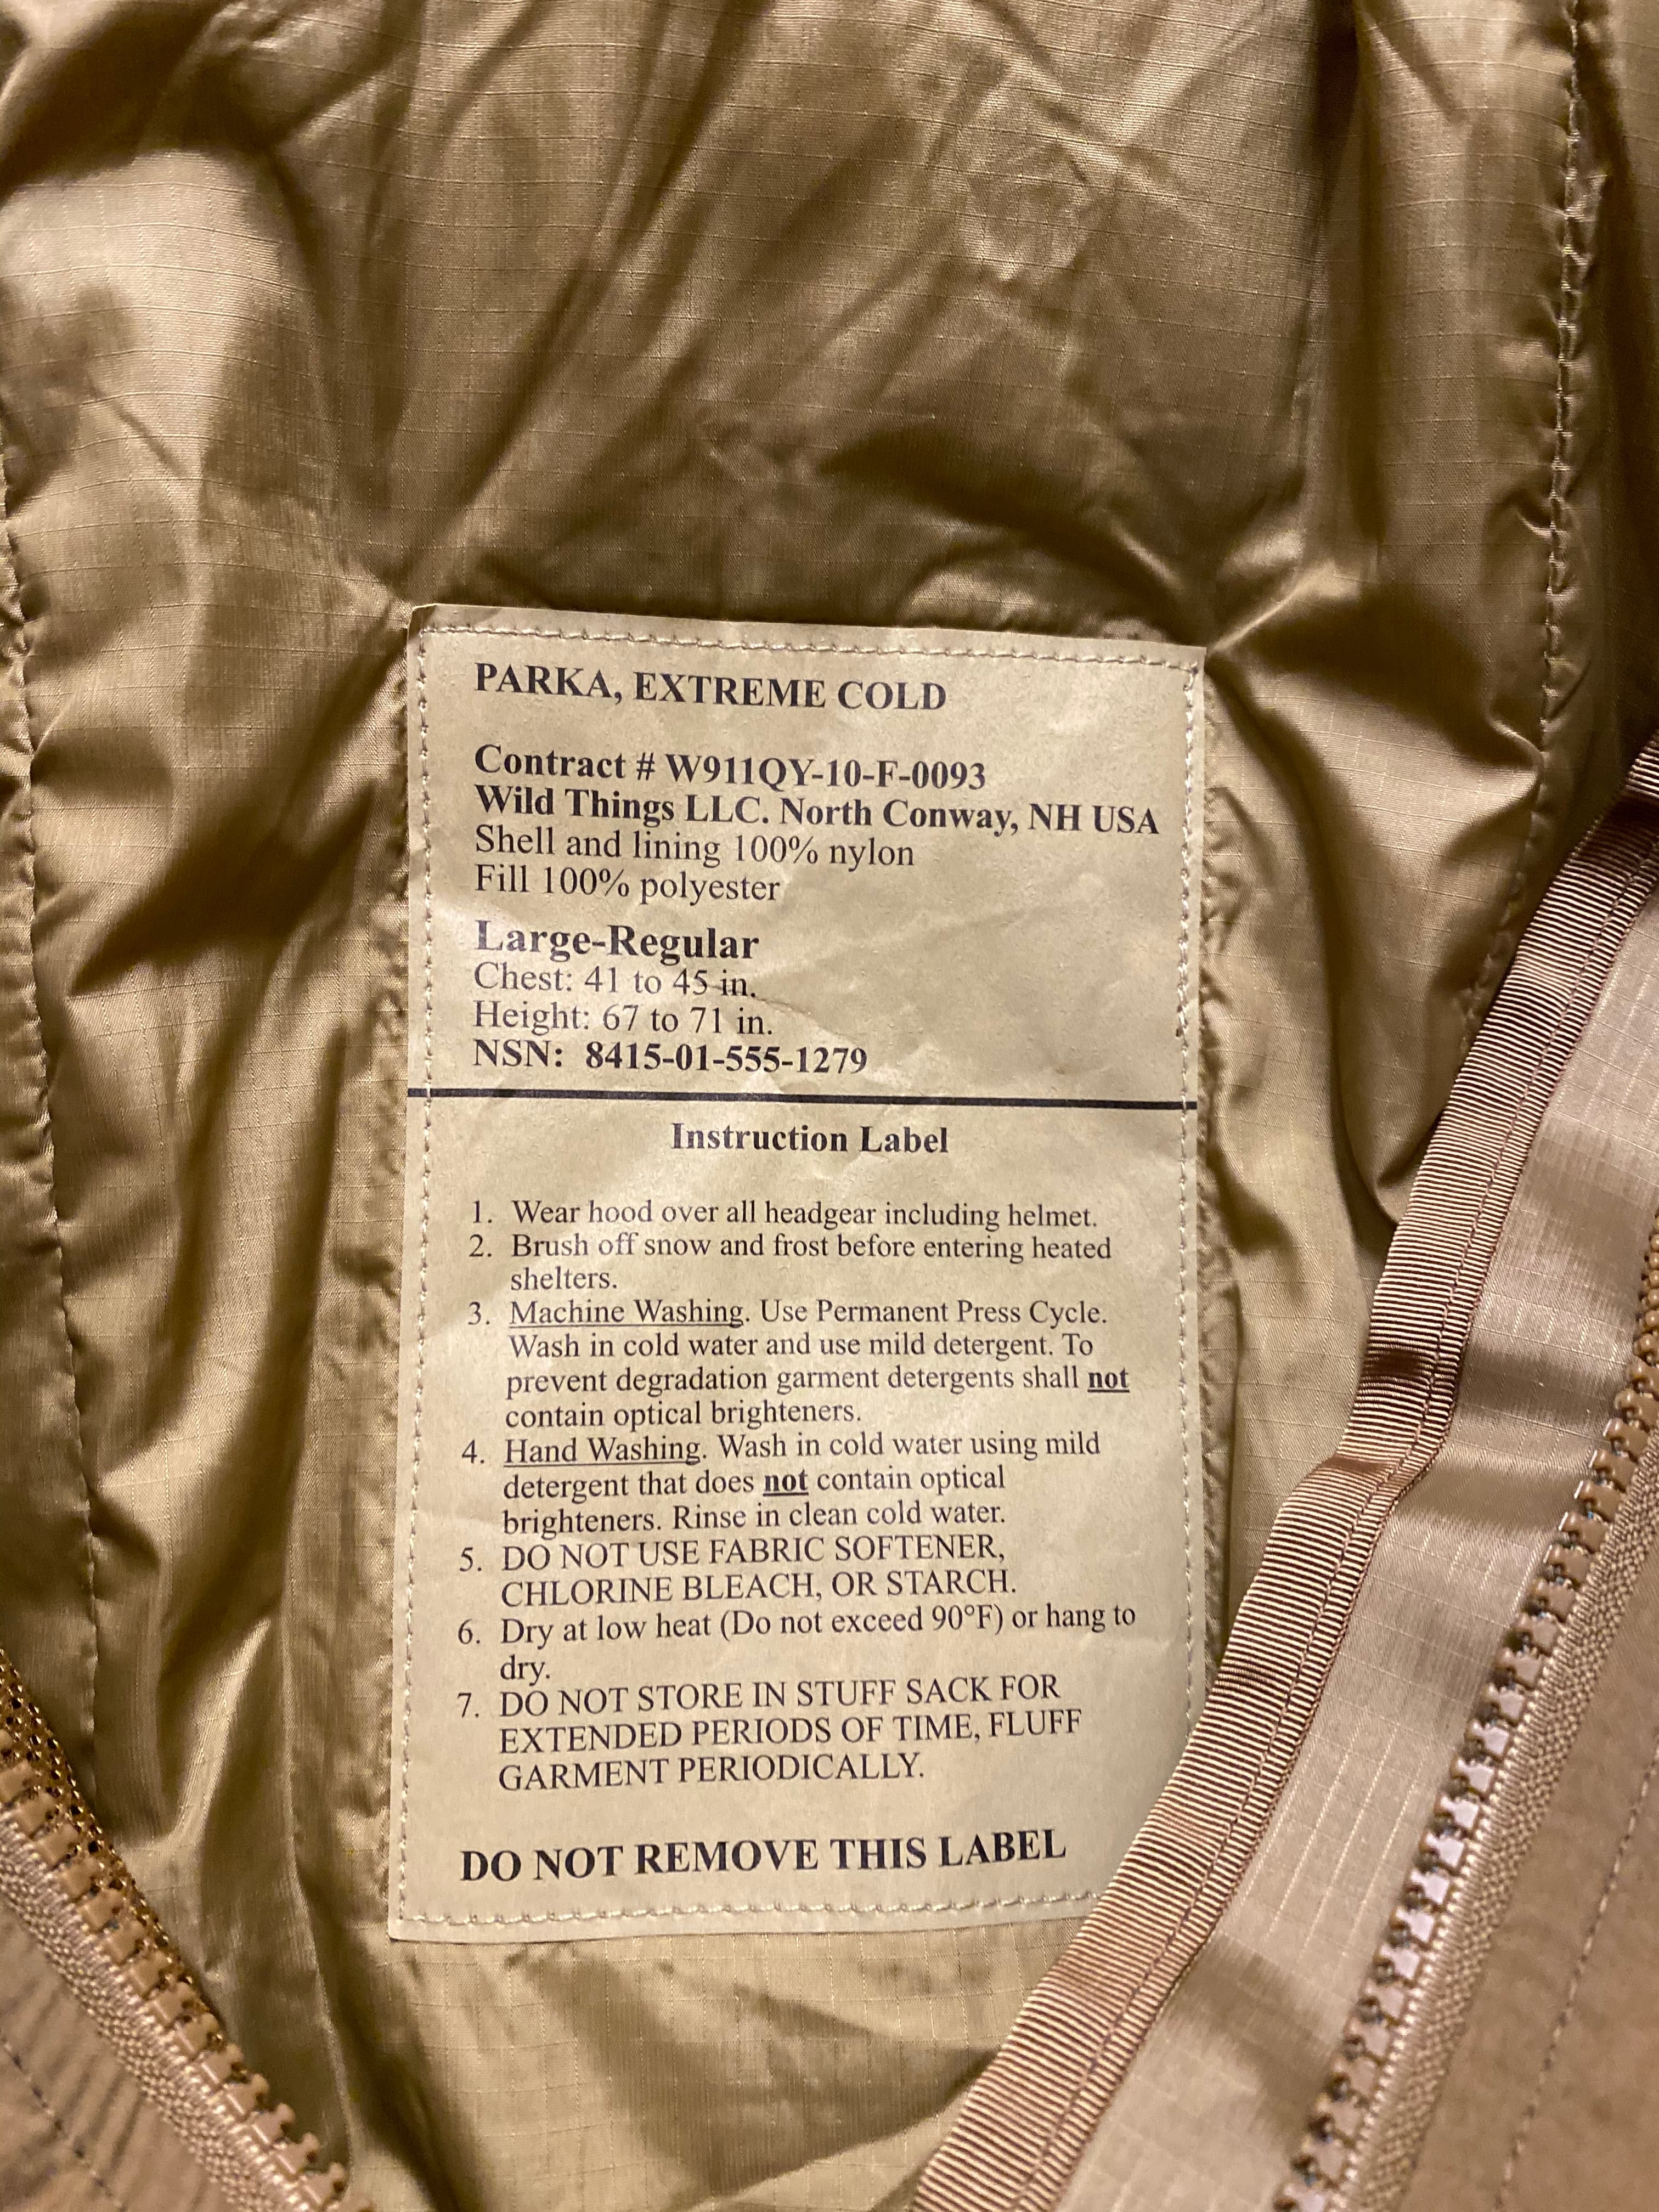 PARKA, EXTREME COLD
Contract # W911QY-10-F-0093
Wild Things LLC. North Conway, NH USA
Shell and lining 100% nylon
Fill 100% polyester
Large-Regular
Chest: 41 to 45 in.
Height: 67 to 71 in.
NSN: 8415-01-555-1279
Instruction Label
1. Wear hood over all headgear including helmet.
2. Brush off snow and frost before entering heated
shelters.
3. Machine Washing. Use Permanent Press Cycle.
Wash in cold water and use mild detergent. To
prevent degradation garment detergents shall not
contain optical brighteners.
4. Hand Washing. Wash in cold water using mild
detergent that does not contain optical
brighteners. Rinse in clean cold water.
5. DO NOT USE FABRIC SOFTENER,
CHLORINE BLEACH, OR STARCH.
6. Dry at low heat (Do not exceed 90°F) or hang to
dry.
7. DO NOT STORE IN STUFF SACK FOR
EXTENDED PERIODS OF TIME, FLUFF
GARMENT PERIODICALLY.
DO NOT REMOVE THIS LABEL